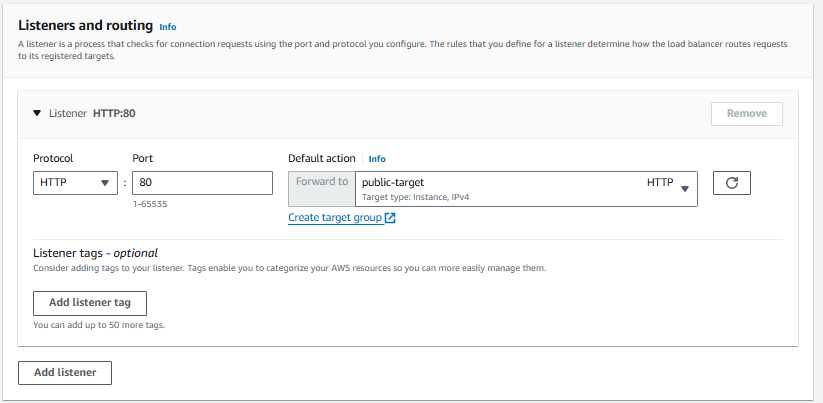 Listeners and routing Info
A listener is a process that checks for connection requests using the port and protocol you configure. The rules that you define for a listener determine how the load balancer routes requests
to its registered targets.
Listener HTTP:80
Remove
Protocol Port Default action Info
HTTP : 80 Forward to public-target HTTP
Target type: Instance, IPv4
1-65535
Create target group
Listener tags - optional
Consider adding tags to your listener. Tags enable you to categorize your AWS resources so you can more easily manage them.
Add listener tag
You can add up to 50 more tags.
Add listener